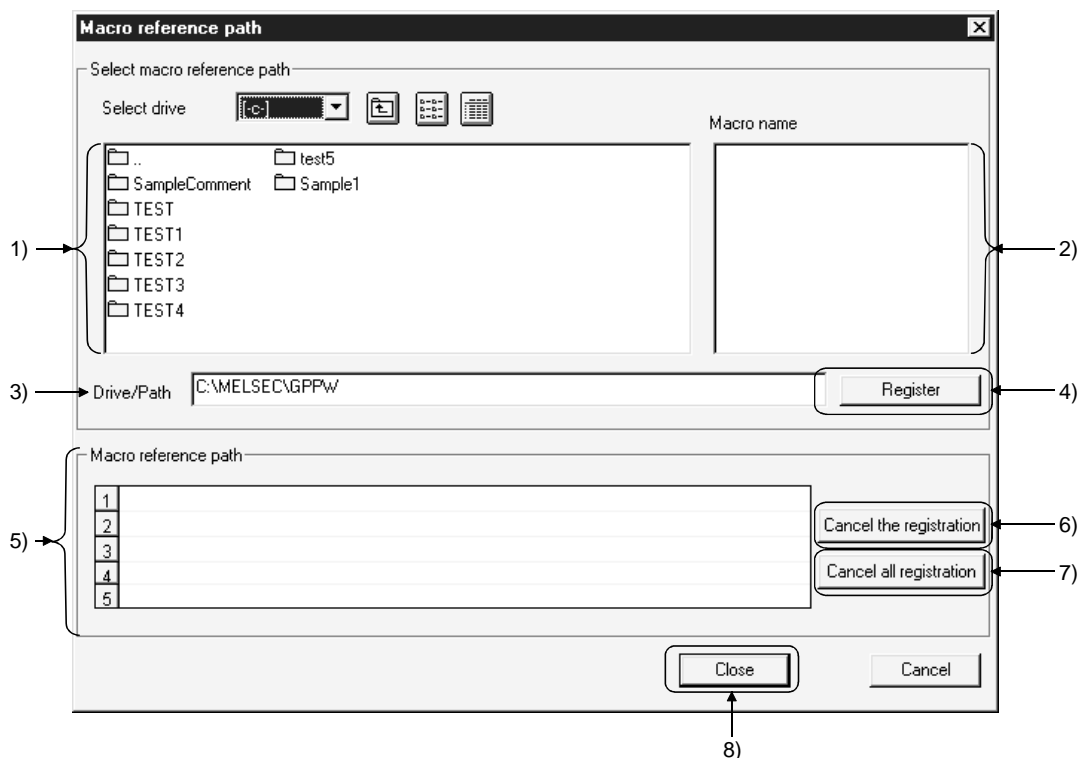 Macro reference path
Select macro reference path
Select drive [-c-]
Macro name
.. test5
SampleComment Sample1
TEST
TEST1
1) 2)
TEST2
TEST3
TEST4
3) Drive/Path C:\MELSEC\GPPW Register 4)
Macro reference path
1
2 Cancel the registration 6)
5) 3
4 Cancel all registration 7)
5
Close Cancel
8)